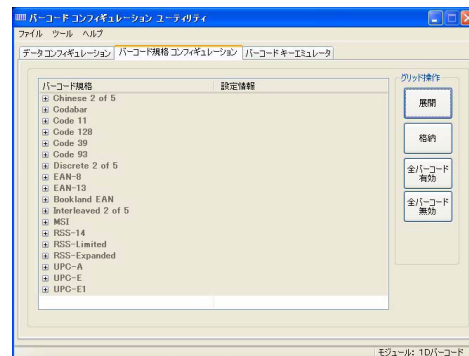 バーコード コンフィギュレーション ユーティリティ
ファイル ツール ヘルプ
データ コンフィギュレーション バーコード規格 コンフィギュレーション バーコード キーエミュレータ
バーコード規格 設定情報
Chinese 2 of 5
Codabar
Code 11
Code 128
Code 39
Code 93
Discrete 2 of 5
EAN-8
EAN-13
Bookland EAN
Interleaved 2 of 5
MSI
RSS-14
RSS-Limited
RSS-Expanded
UPC-A
UPC-E
UPC-E1
グリッド操作
展開
格納
全バーコード
有効
全バーコード
無効
モジュール: 1Dバーコード